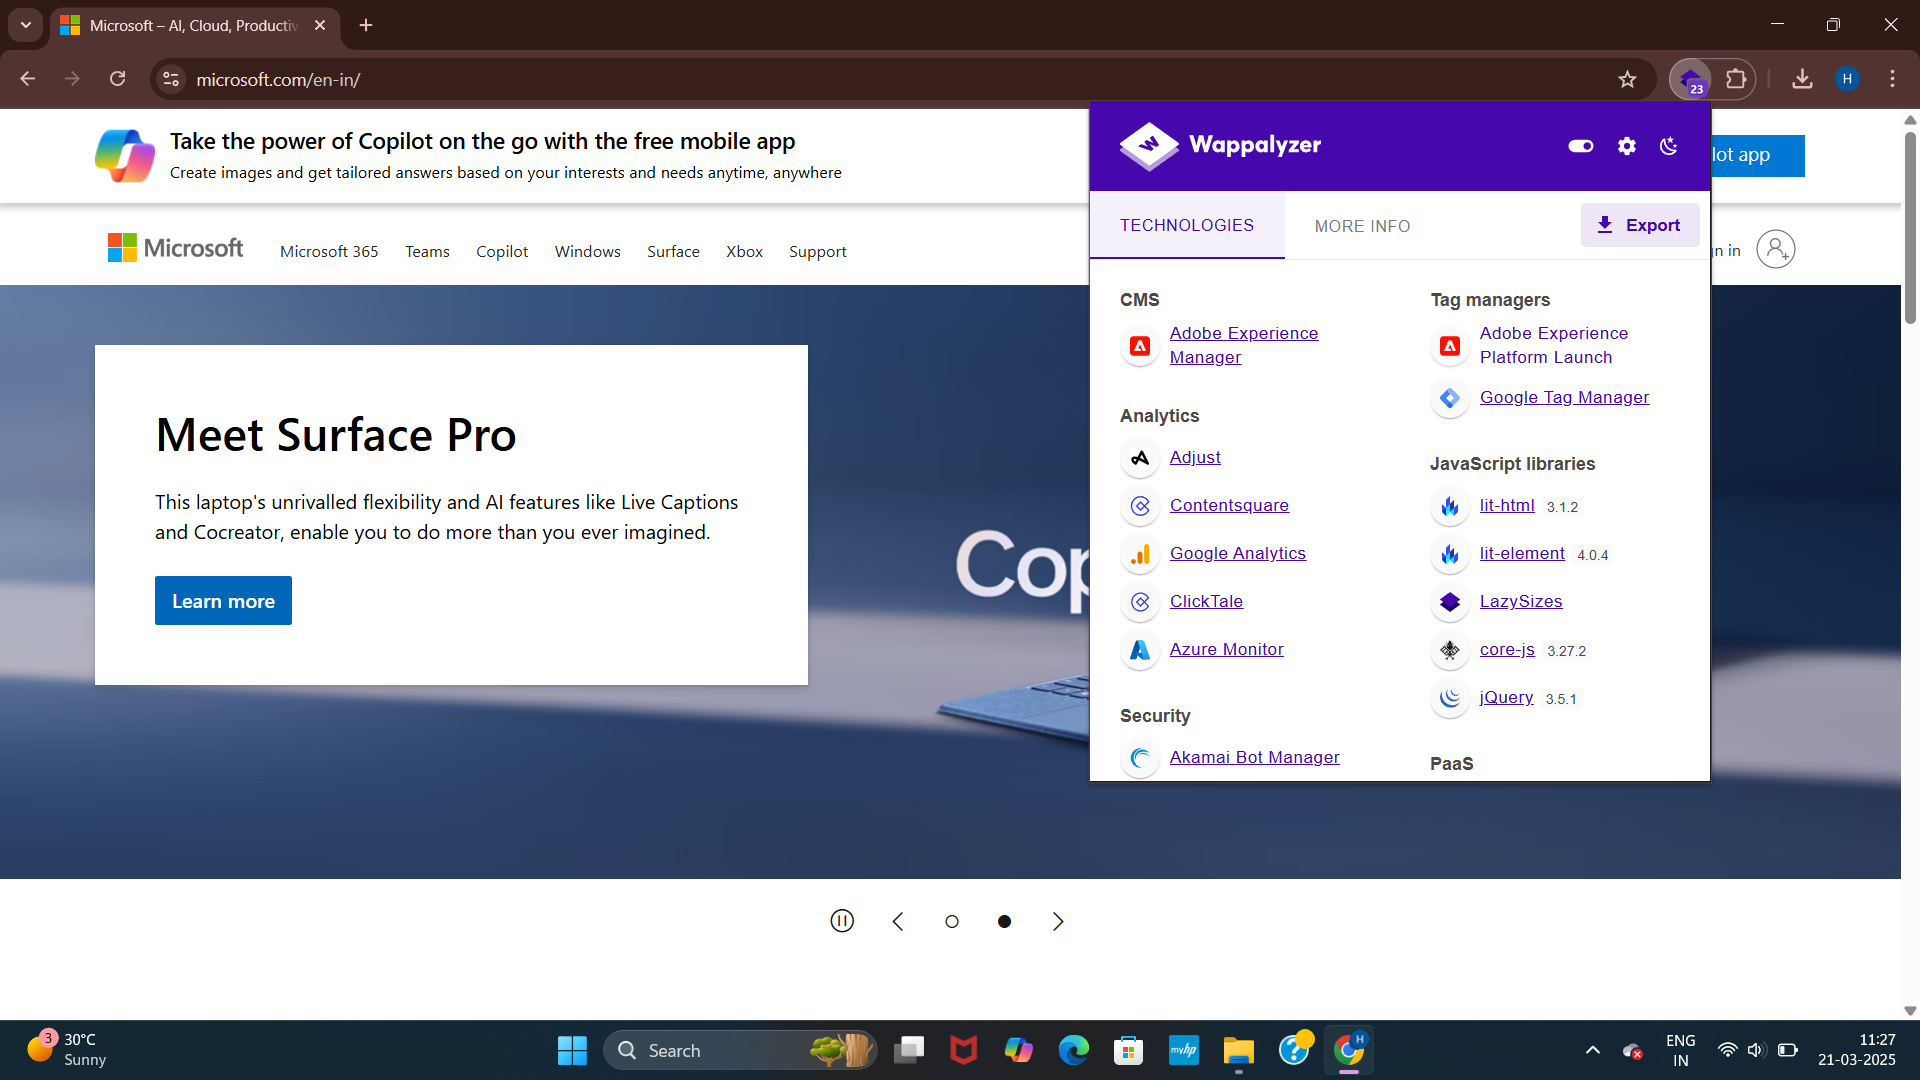 Microsoft – AI, Cloud, Productiv
microsoft.com/en-in/
23
H
Take the power of Copilot on the go with the free mobile app
Create images and get tailored answers based on your interests and needs anytime, anywhere
lot app
Microsoft
Microsoft 365
Teams
Copilot
Windows
Surface
Xbox
Support
in
Wappalyzer
TECHNOLOGIES
MORE INFO
Export
CMS
Adobe Experience
Manager
Analytics
Adjust
Contentsquare
Google Analytics
ClickTale
Azure Monitor
Security
Akamai Bot Manager
Tag managers
Adobe Experience
Platform Launch
Google Tag Manager
JavaScript libraries
lit-html 3.1.2
lit-element 4.0.4
LazySizes
core-js 3.27.2
jQuery 3.5.1
PaaS
Meet Surface Pro
This laptop's unrivalled flexibility and AI features like Live Captions
and Cocreator, enable you to do more than you ever imagined.
Learn more
Cop
3
30°C
Sunny
Search
myhp
H
ENG
IN
11:27
21-03-2025